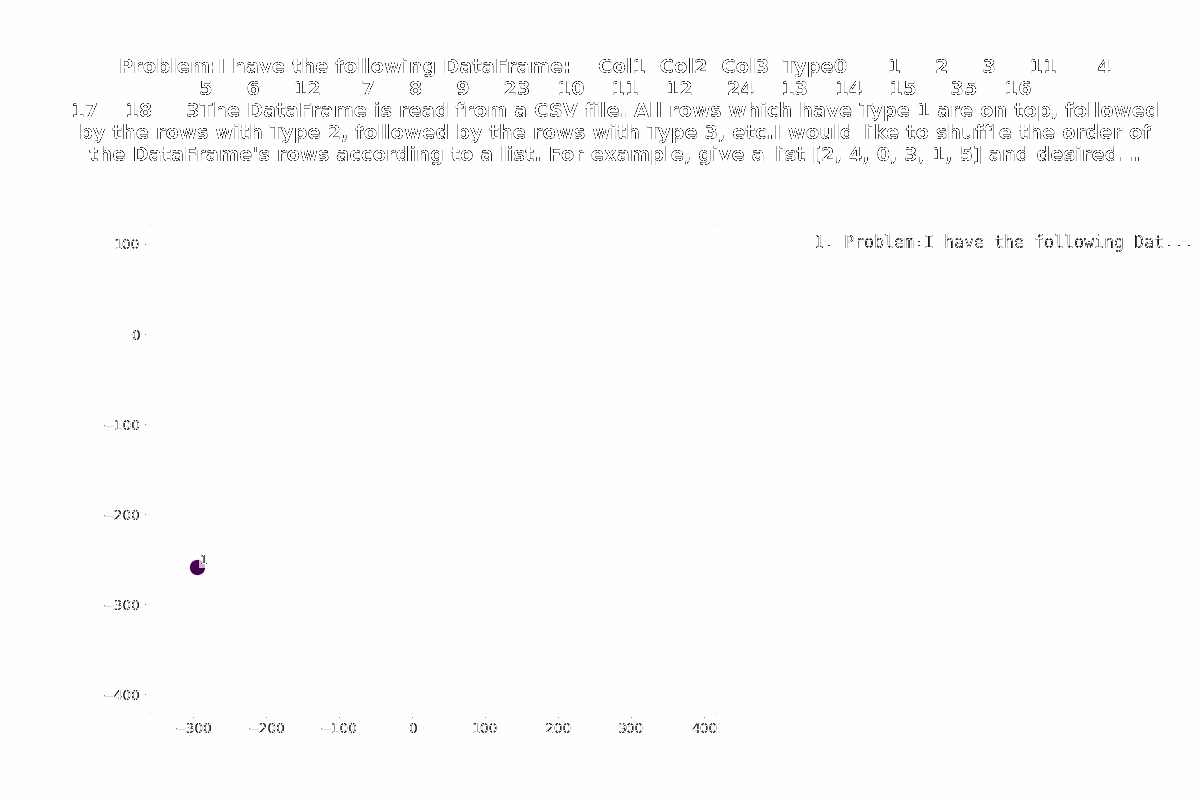 Problem:I have the following DataFrame:    Col1  Col2  Col3  Type0      1     2     3     11     4
5     6     12      7     8     9     23    10    11    12     24    13    14    15    35    16
17    18     3The DataFrame is read from a CSV file. All rows which have Type 1 are on top, followed
by the rows with Type 2, followed by the rows with Type 3, etc.I would like to shuffle the order of
the DataFrame's rows according to a list. For example, give a list [2, 4, 0, 3, 1, 5] and desired...
1. Problem:I have the following Dat...
100
0
−100
−200
1
−300
−400
−300 −200 −100 0 100 200 300 400